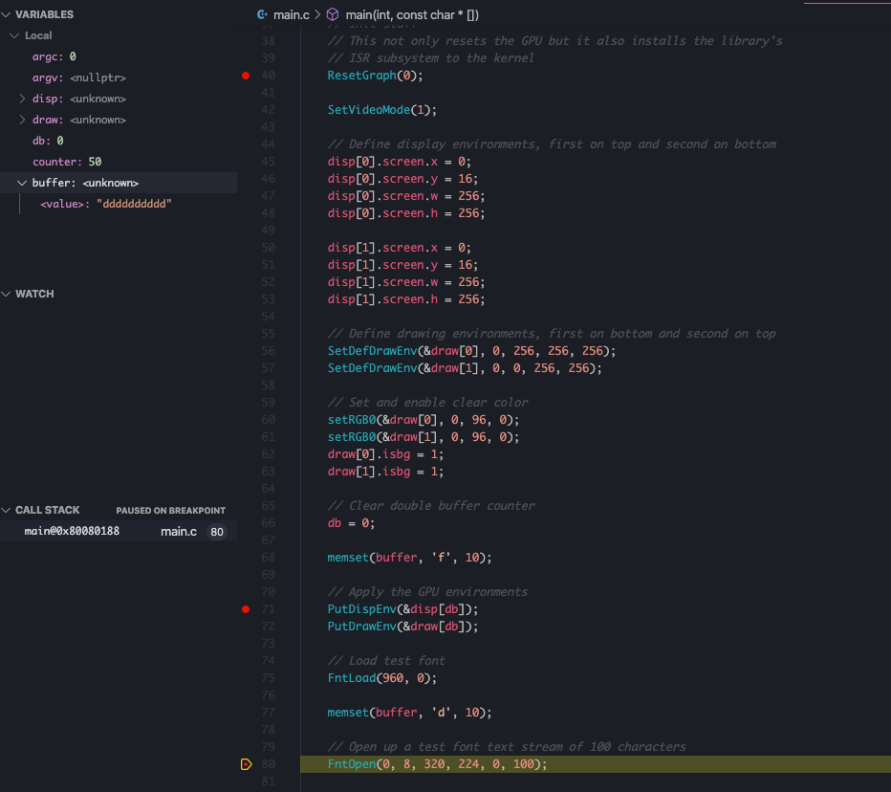 VARIABLES
Local
argc: 0
argv: <nullptr>
disp: <unknown>
draw: <unknown>
db: 0
counter: 50
buffer: <unknown>
<value>: "dddddddddd"
WATCH
CALL STACK PAUSED ON BREAKPOINT
main@0x80080188 main.c 80
main.c > main(int, const char * [])
38 // This not only resets the GPU but it also installs the library's
39 // ISR subsystem to the kernel
40 ResetGraph(0);
41
42 SetVideoMode(1);
43
44 // Define display environments, first on top and second on bottom
45 disp[0].screen.x = 0;
46 disp[0].screen.y = 16;
47 disp[0].screen.w = 256;
48 disp[0].screen.h = 256;
49
50 disp[1].screen.x = 0;
51 disp[1].screen.y = 16;
52 disp[1].screen.w = 256;
53 disp[1].screen.h = 256;
54
55 // Define drawing environments, first on bottom and second on top
56 SetDefDrawEnv(&draw[0], 0, 256, 256, 256);
57 SetDefDrawEnv(&draw[1], 0, 0, 256, 256);
58
59 // Set and enable clear color
60 setRGB0(&draw[0], 0, 96, 0);
61 setRGB0(&draw[1], 0, 96, 0);
62 draw[0].isbg = 1;
63 draw[1].isbg = 1;
64
65 // Clear double buffer counter
66 db = 0;
67
68 memset(buffer, 'f', 10);
69
70 // Apply the GPU environments
71 PutDispEnv(&disp[db]);
72 PutDrawEnv(&draw[db]);
73
74 // Load test font
75 FntLoad(960, 0);
76
77 memset(buffer, 'd', 10);
78
79 // Open up a test font text stream of 100 characters
80 FntOpen(0, 8, 320, 224, 0, 100);
81